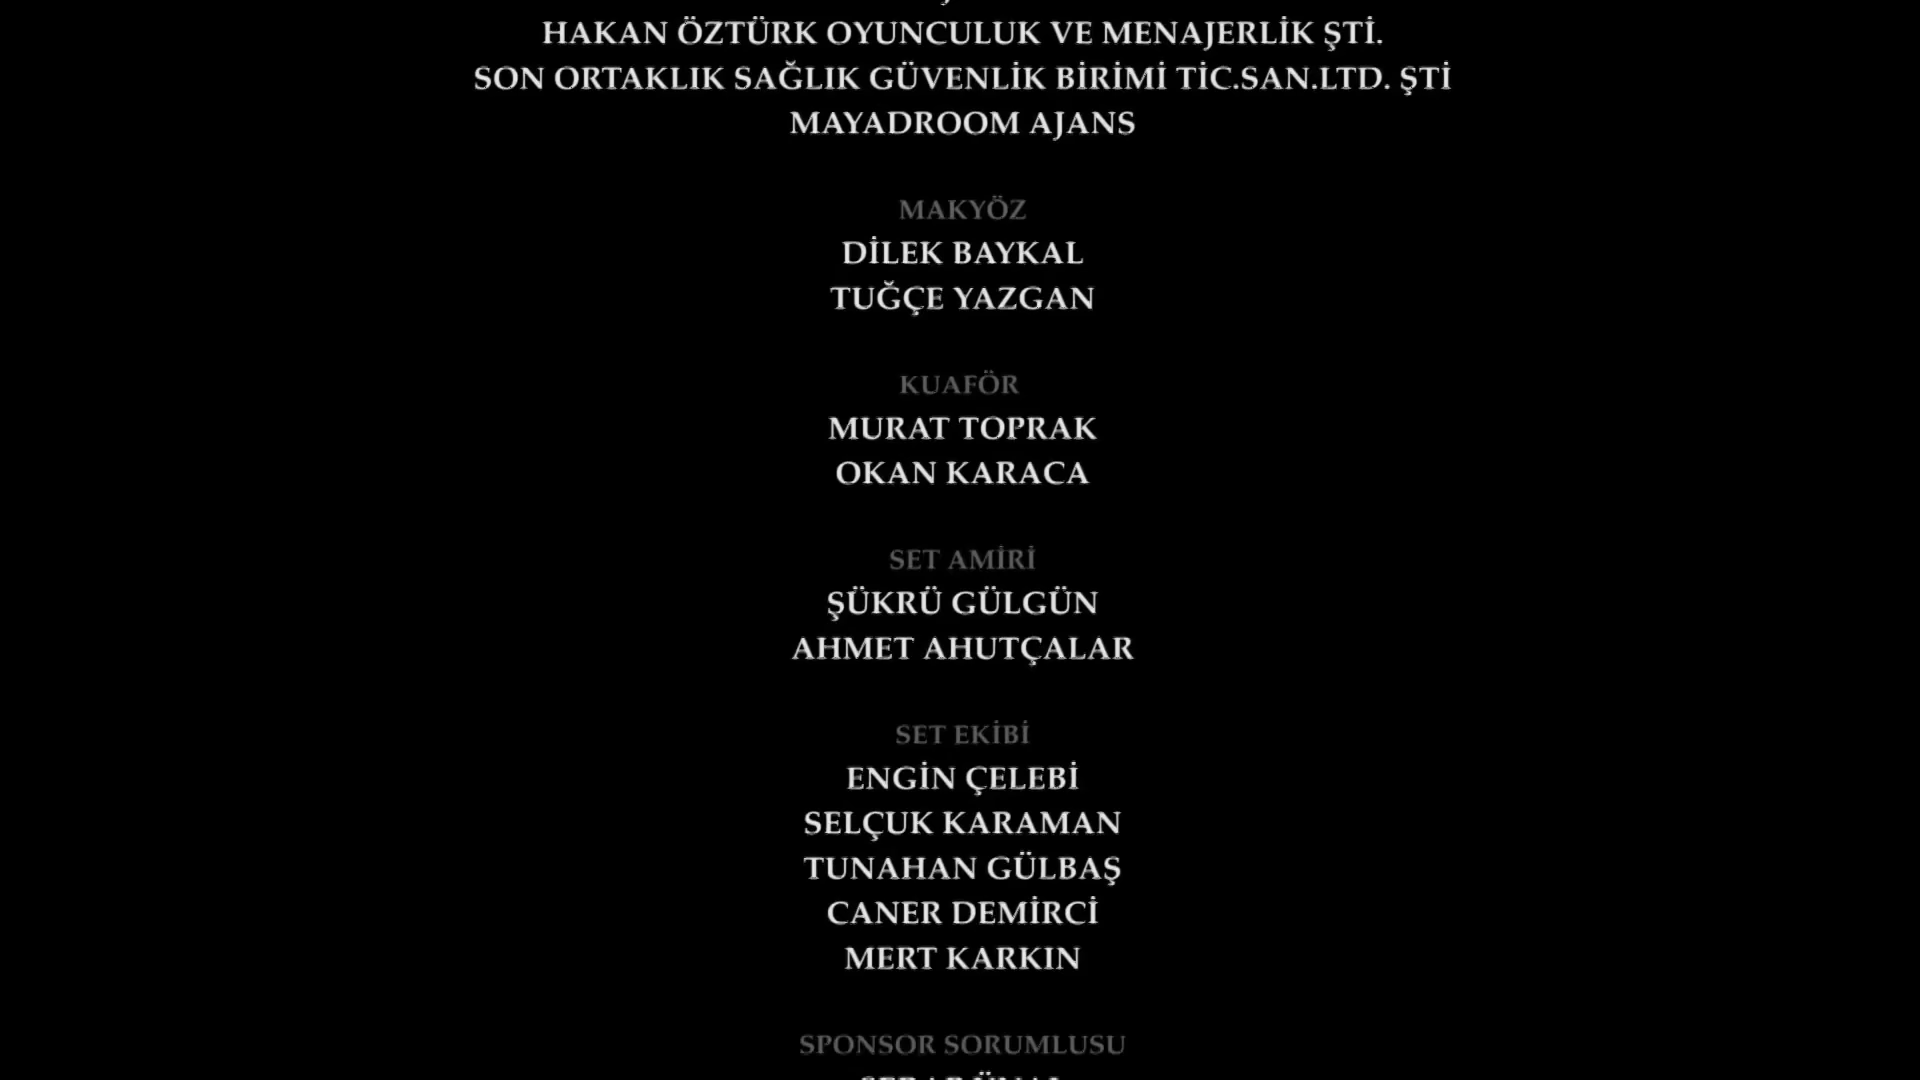 HAKAN ÖZTÜRK OYUNCULUK VE MENAJERLİK ŞTİ.
SON ORTAKLIK SAĞLIK GÜVENLİK BİRİMİ TİC.SAN.LTD. ŞTİ
MAYADROOM AJANS
MAKYÖZ
DİLEK BAYKAL
TUĞÇE YAZGAN
KUAFÖR
MURAT TOPRAK
OKAN KARACA
SET AMİRİ
ŞÜKRÜ GÜLGÜN
AHMET AHUTÇALAR
SET EKİBİ
ENGİN ÇELEBİ
SELÇUK KARAMAN
TUNAHAN GÜLBAŞ
CANER DEMİRCİ
MERT KARKIN
SPONSOR SORUMLUSU